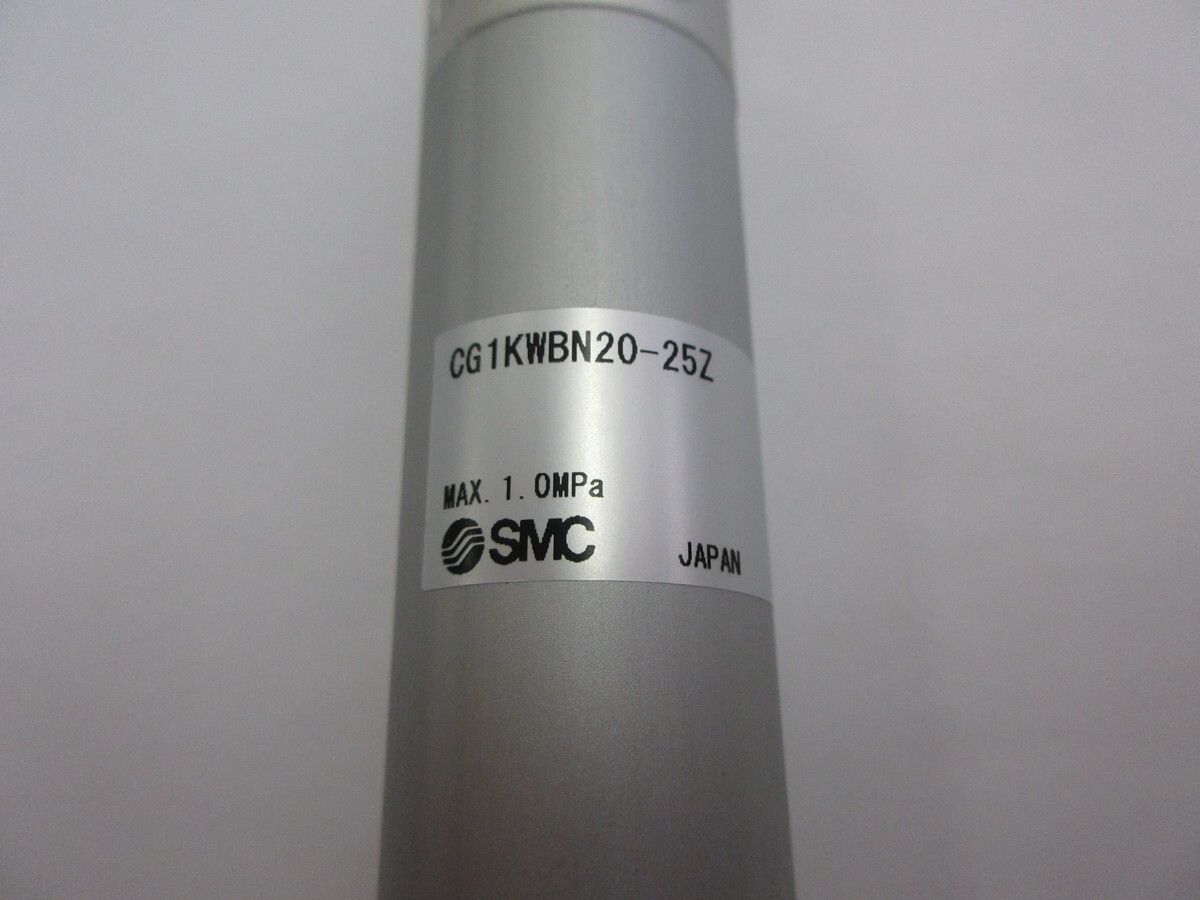 CG1KWBN20-25Z
MAX. 1.0MPa
SMC JAPAN